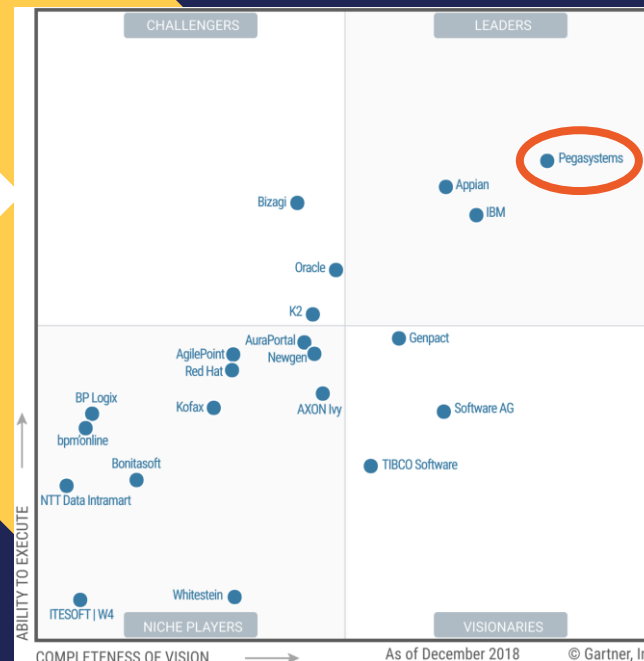 CHALLENGERS
LEADERS
Pegasystems
Appian
Bizagi
IBM
Oracle
K2
AuraPortal
Genpact
AgilePoint
Newgen
Red Hat
BP Logix
Kofax
AXON Ivy
Software AG
bpm'online
Bonitasoft
TIBCO Software
NTT Data Intramart
ABILITY TO EXECUTE
Whitestein
ITESOFT | W4
NICHE PLAYERS
VISIONARIES
COMPLETENESS OF VISION
As of December 2018
© Gartner, In